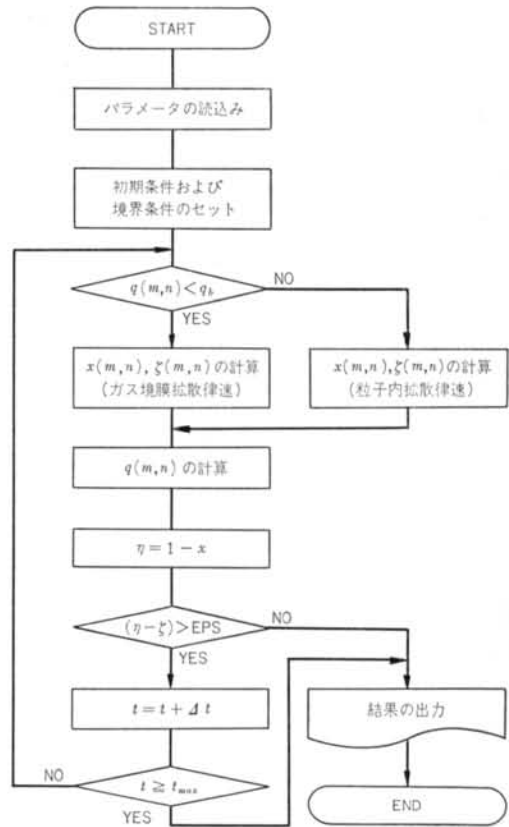 START
パラメータの読込み
初期条件および
境界条件のセット
q(m,n)<q_b
NO
YES
x(m,n), ζ(m,n)の計算
(ガス境膜拡散律速)
x(m,n),ζ(m,n)の計算
(粒子内拡散律速)
q(m,n)の計算
η=1-x
(η-ζ)>EPS
NO
YES
t=t+Δt
結果の出力
NO
t≧t_max
YES
END